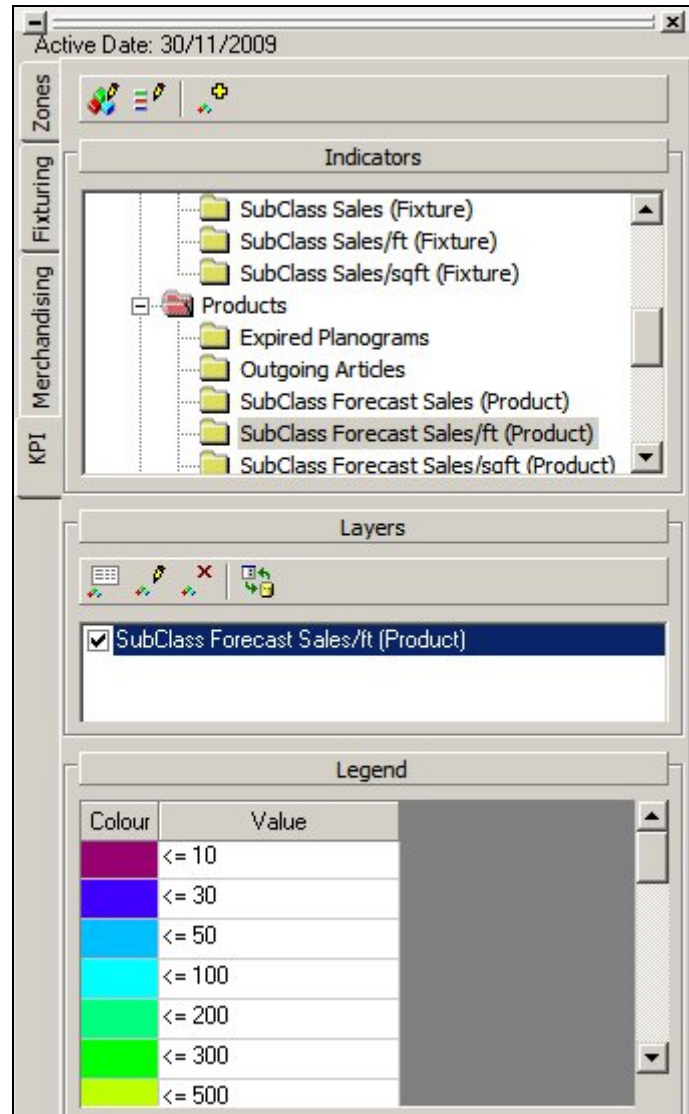 Active Date: 30/11/2009
Zones
Fixturing
Merchandising
KPI
Indicators
SubClass Sales (Fixture)
SubClass Sales/ft (Fixture)
SubClass Sales/sqft (Fixture)
Products
Expired Planograms
Outgoing Articles
SubClass Forecast Sales (Product)
SubClass Forecast Sales/ft (Product)
SubClass Forecast Sales/sqft (Product)
Layers
SubClass Forecast Sales/ft (Product)
Legend
Colour Value
<= 10
<= 30
<= 50
<= 100
<= 200
<= 300
<= 500